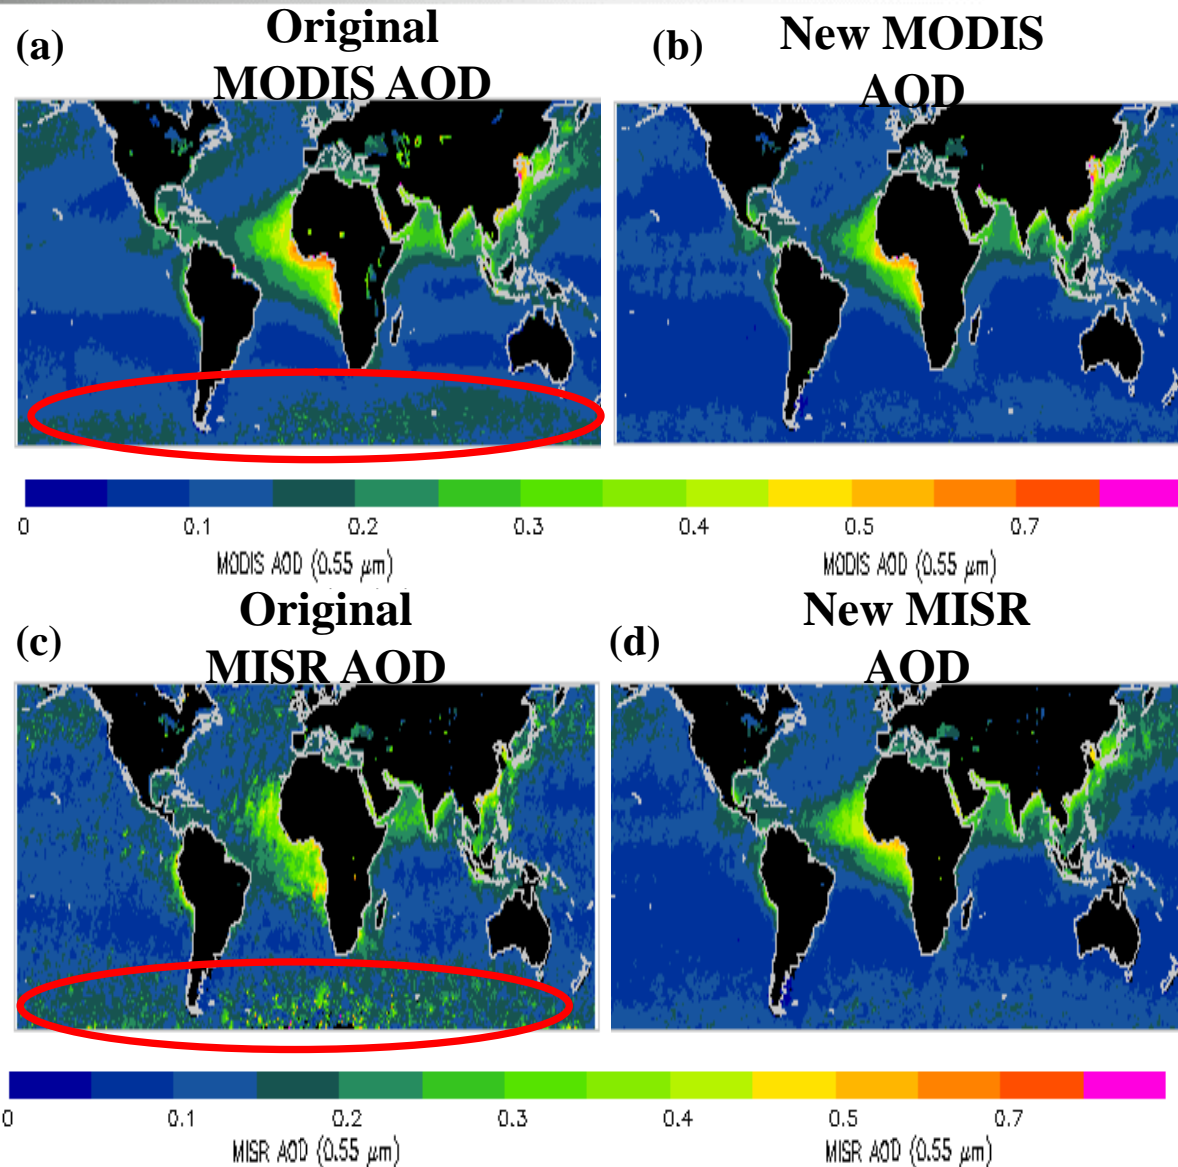 (a)
Original
MODIS AOD
(b)
New MODIS
AOD
0 0.1 0.2 0.3 0.4 0.5 0.7
MODIS AOD (0.55 μm)
MODIS AOD (0.55 μm)
(c)
Original
MISR AOD
(d)
New MISR
AOD
0 0.1 0.2 0.3 0.4 0.5 0.7
MISR AOD (0.55 μm)
MISR AOD (0.55 μm)